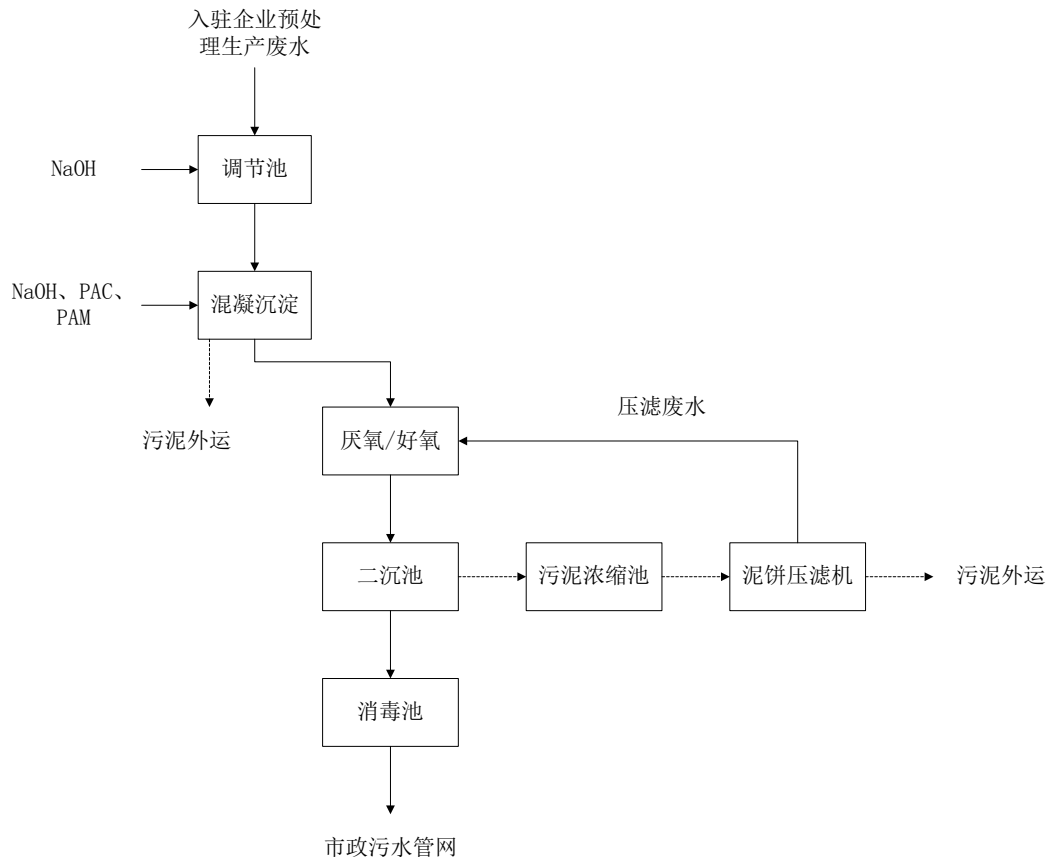 入驻企业预处
理生产废水
NaOH
调节池
NaOH、PAC、
PAM
混凝沉淀
污泥外运
压滤废水
厌氧/好氧
二沉池
污泥浓缩池
泥饼压滤机
污泥外运
消毒池
市政污水管网